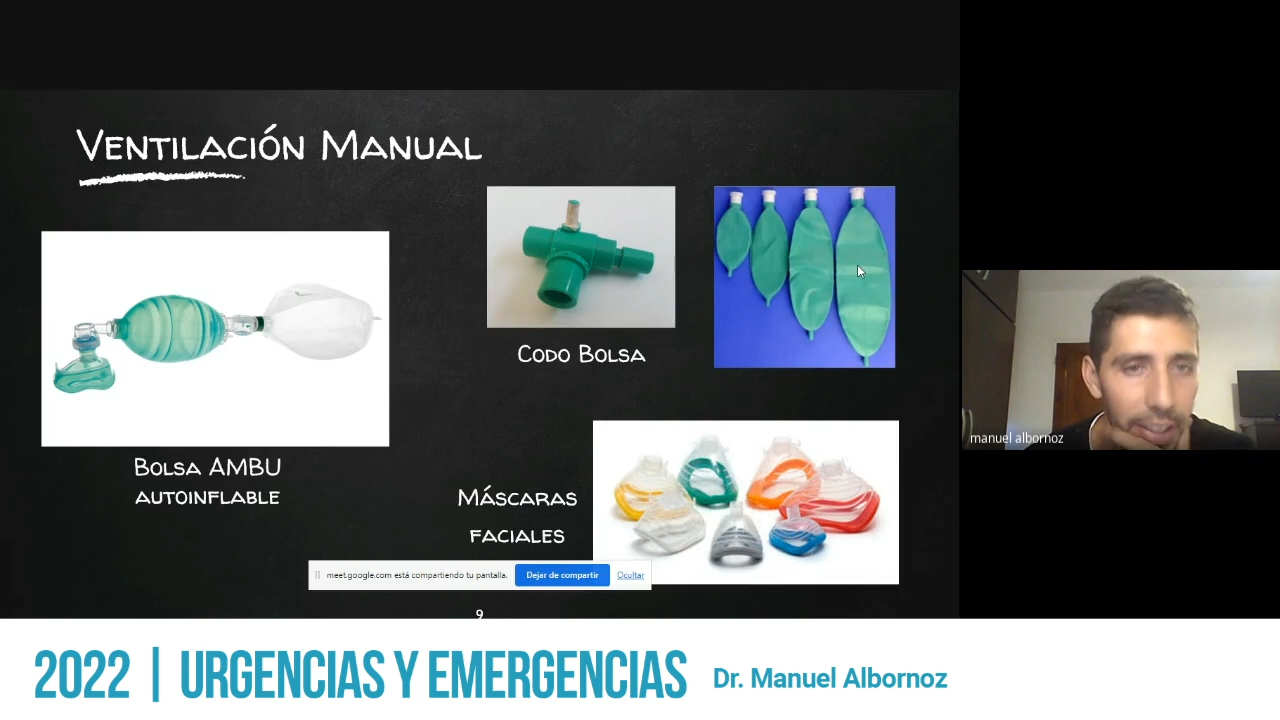 Ventilación Manual
Codo Bolsa
Bolsa AMBU
autoinflable
Máscaras
faciales
meet.google.com está compartiendo tu pantalla.
Dejar de compartir
Ocultar
9
manuel albornoz
2022 | URGENCIAS Y EMERGENCIAS
Dr. Manuel Albornoz